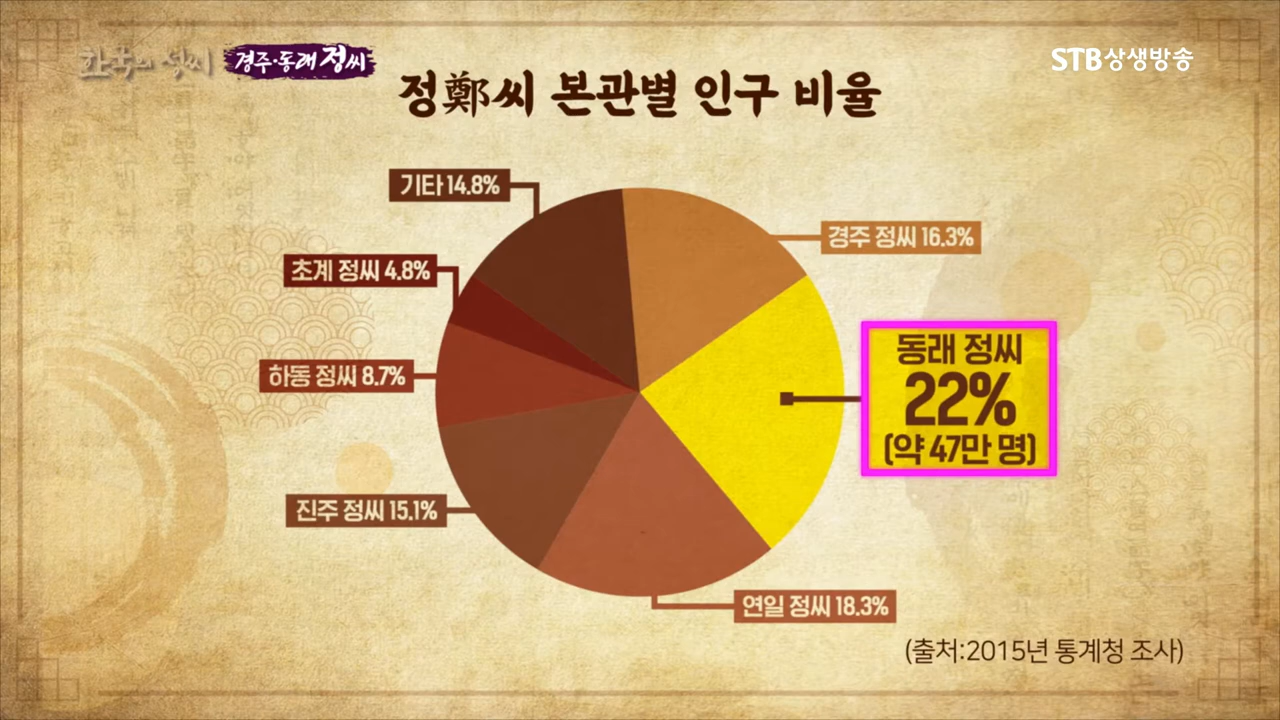 한국의 성씨 경주·동래 정씨
STB상생방송
정鄭씨 본관별 인구 비율
기타 14.8%
경주 정씨 16.3%
초계 정씨 4.8%
동래 정씨
22%
(약 47만 명)
하동 정씨 8.7%
진주 정씨 15.1%
연일 정씨 18.3%
(출처:2015년 통계청 조사)